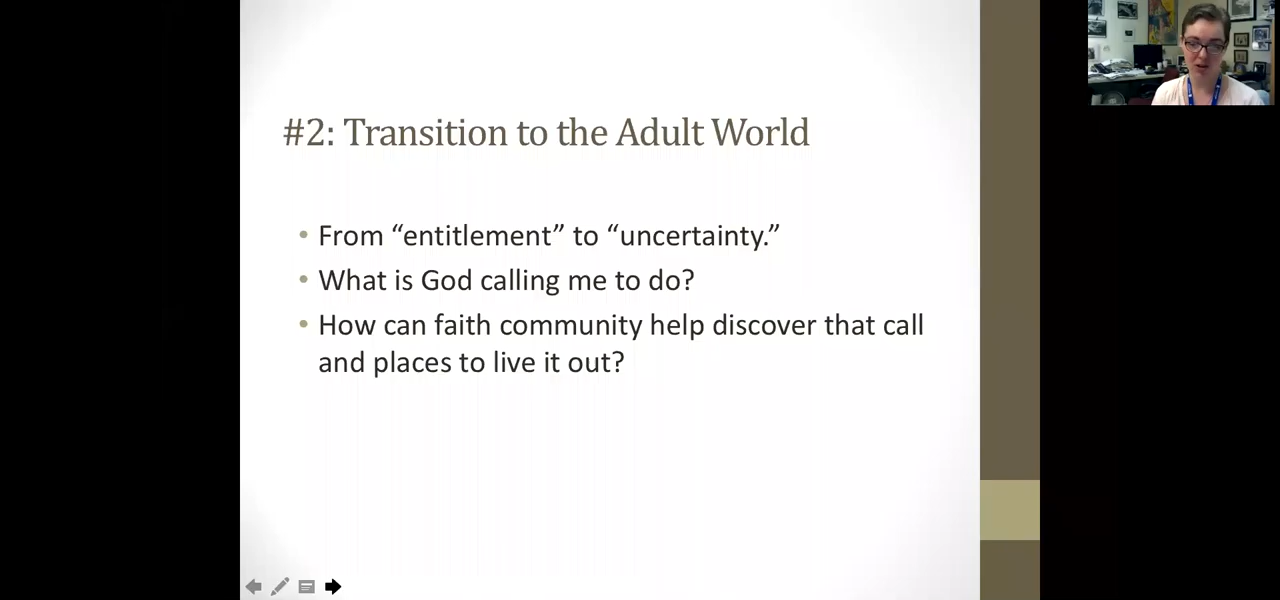 #2: Transition to the Adult World
• From “entitlement” to “uncertainty.”
• What is God calling me to do?
• How can faith community help discover that call
and places to live it out?